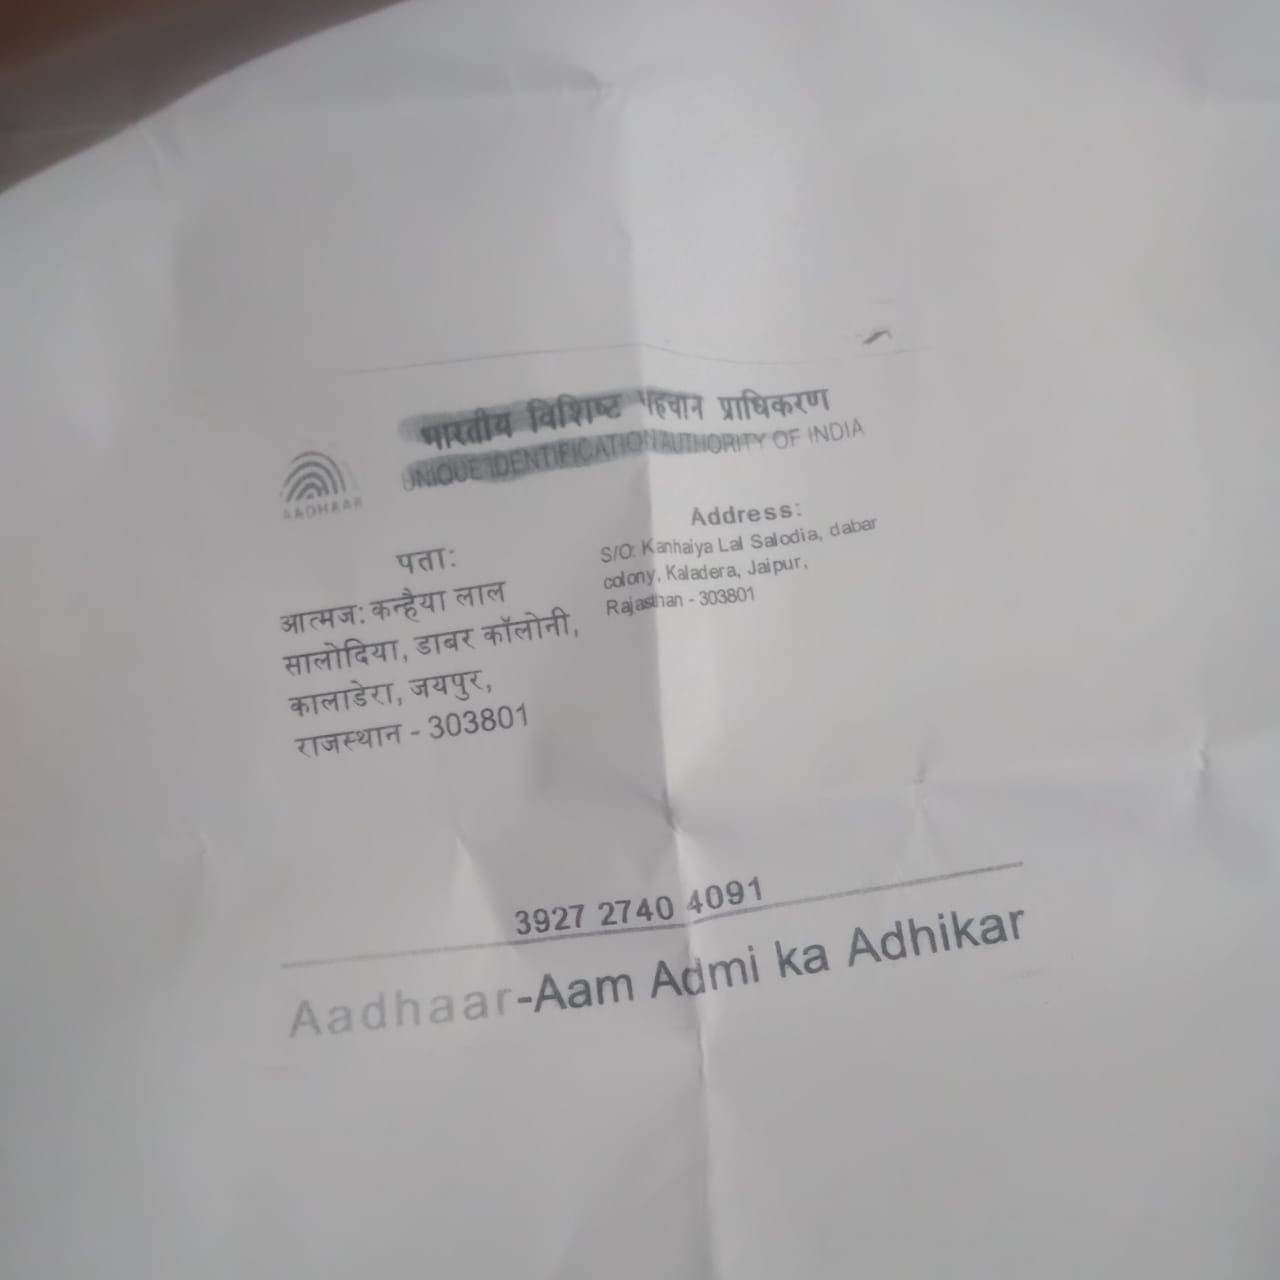 भारतीय विशिष्ट पहचान प्राधिकरण
UNIQUE IDENTIFICATION AUTHORITY OF INDIA
AADHAAR
पता:
आत्मज: कन्हैया लाल
सालोदिया, डाबर कॉलोनी,
कालाडेरा, जयपुर,
राजस्थान - 303801
Address:
S/O: Kanhaiya Lal Salodia, dabar
colony, Kaladera, Jaipur,
Rajasthan - 303801
3927 2740 4091
Aadhaar-Aam Admi ka Adhikar